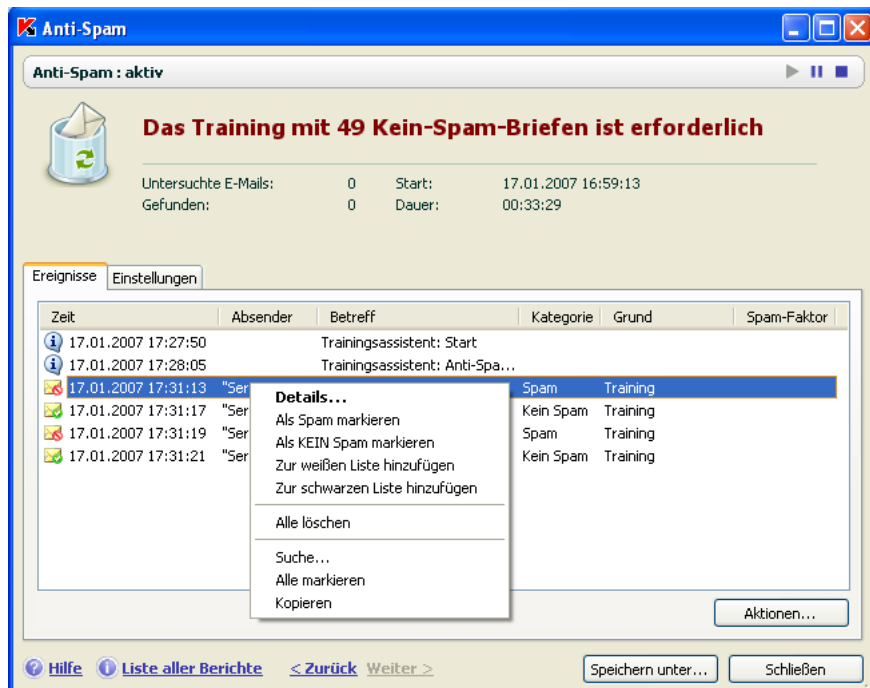 Anti-Spam
Anti-Spam : aktiv
Das Training mit 49 Kein-Spam-Briefen ist erforderlich
Untersuchte E-Mails: 0 Start: 17.01.2007 16:59:13
Gefunden: 0 Dauer: 00:33:29
Ereignisse Einstellungen
Zeit Absender Betreff Kategorie Grund Spam-Faktor
17.01.2007 17:27:50 Trainingsassistent: Start
17.01.2007 17:28:05 Trainingsassistent: Anti-Spa...
17.01.2007 17:31:13 "Ser Spam Training
17.01.2007 17:31:17 "Ser Kein Spam Training
17.01.2007 17:31:19 "Ser Spam Training
17.01.2007 17:31:21 "Ser Kein Spam Training
Details...
Als Spam markieren
Als KEIN Spam markieren
Zur weißen Liste hinzufügen
Zur schwarzen Liste hinzufügen
Alle löschen
Suche...
Alle markieren
Kopieren
Aktionen...
Hilfe Liste aller Berichte < Zurück Weiter > Speichern unter... Schließen